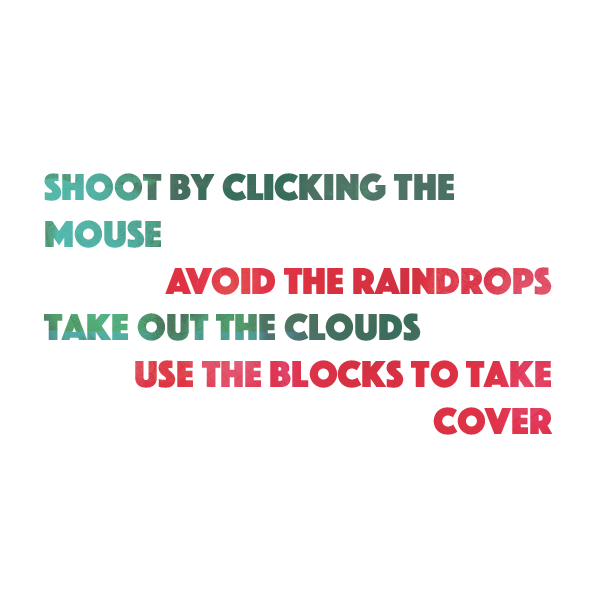 SHOOT BY CLICKING THE
MOUSE
AVOID THE RAINDROPS
TAKE OUT THE CLOUDS
USE THE BLOCKS TO TAKE
COVER